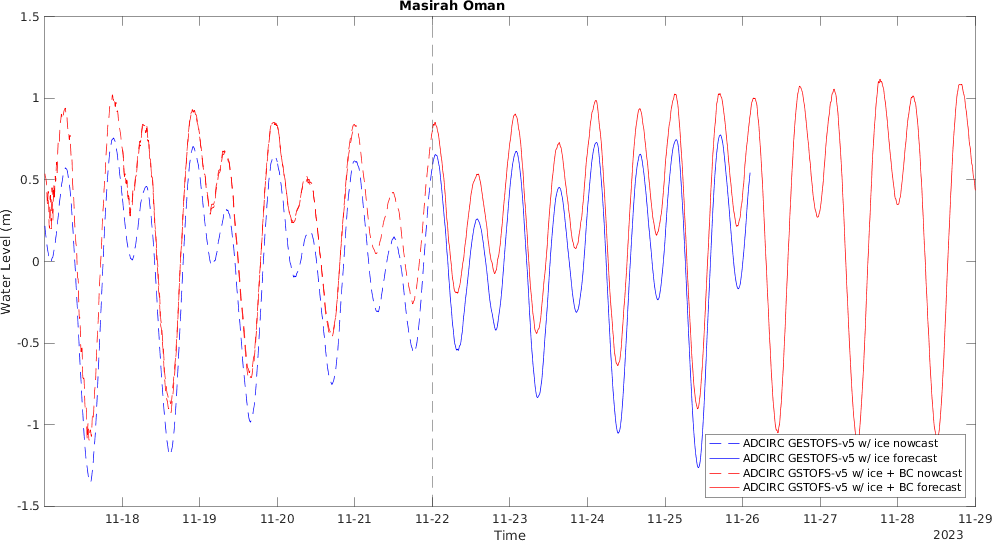 Masirah Oman
1.5
1
0.5
0
-0.5
-1
-1.5
Water Level (m)
ADCIRC GESTOFS-v5 w/ ice nowcast
ADCIRC GESTOFS-v5 w/ ice forecast
ADCIRC GSTOFS-v5 w/ ice + BC nowcast
ADCIRC GSTOFS-v5 w/ ice + BC forecast
11-18 11-19 11-20 11-21 11-22 11-23 11-24 11-25 11-26 11-27 11-28 11-29
Time 2023